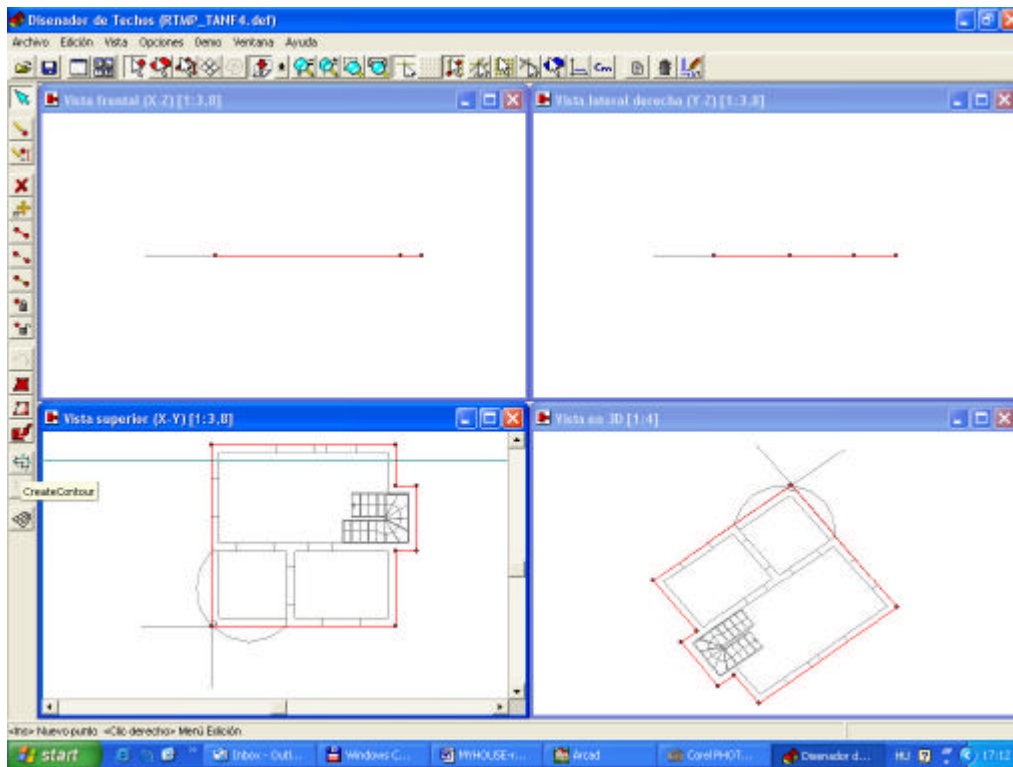 Disenador de Techos (RTMP_TANF4.def)
Archivo Edición Vista Opciones Demo Ventana Ayuda
Cm
Vista frontal (X-Z) [1:3,8]
Vista lateral derecho (Y-Z) [1:3,8]
Vista superior (X-Y) [1:3,8]
Vista en 3D [1:4]
CreateContour
<Ins> Nuevo punto <Clic derecho> Menú Edición
start
Inbox - Outl...
Windows C...
MYHOUSE-r...
Arcad
Corel PHOT...
Disenador d...
HU
17:12